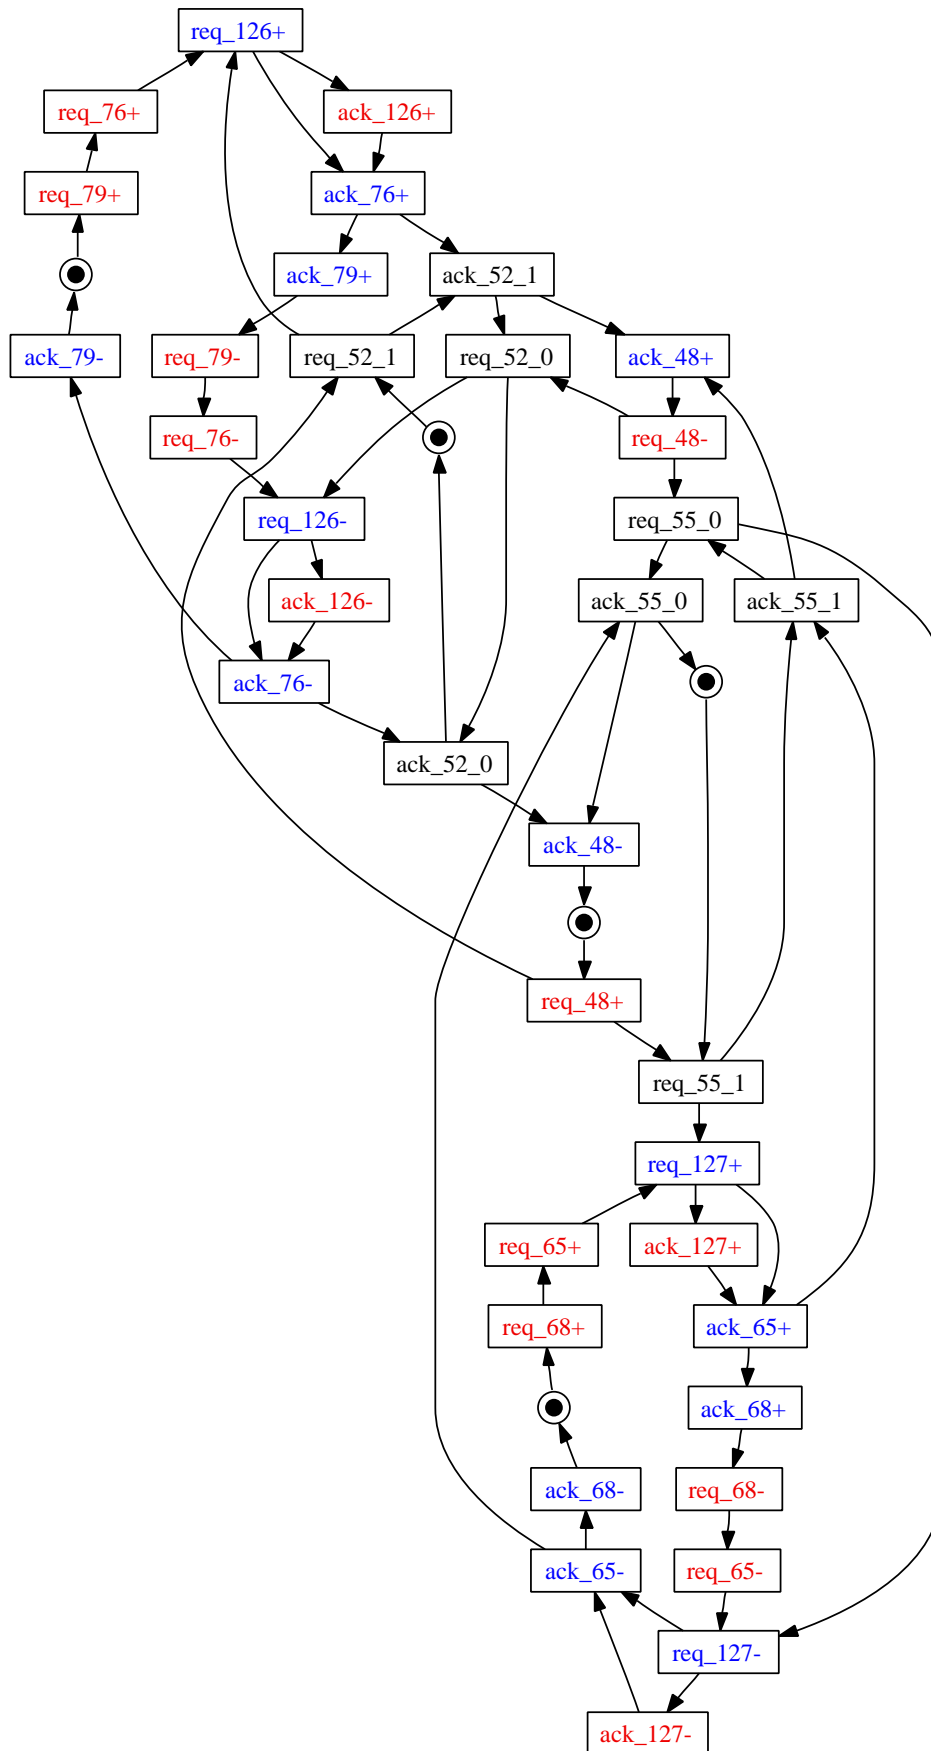 req_126+
req_76+
ack_126+
req_79+
ack_76+
ack_79+
ack_52_1
ack_79-
req_79-
req_52_1
req_52_0
ack_48+
req_76-
req_48-
req_126-
req_55_0
ack_126-
ack_55_0
ack_55_1
ack_76-
ack_52_0
ack_48-
req_48+
req_55_1
req_127+
req_65+
ack_127+
req_68+
ack_65+
ack_68+
ack_68-
req_68-
ack_65-
req_65-
req_127-
ack_127-